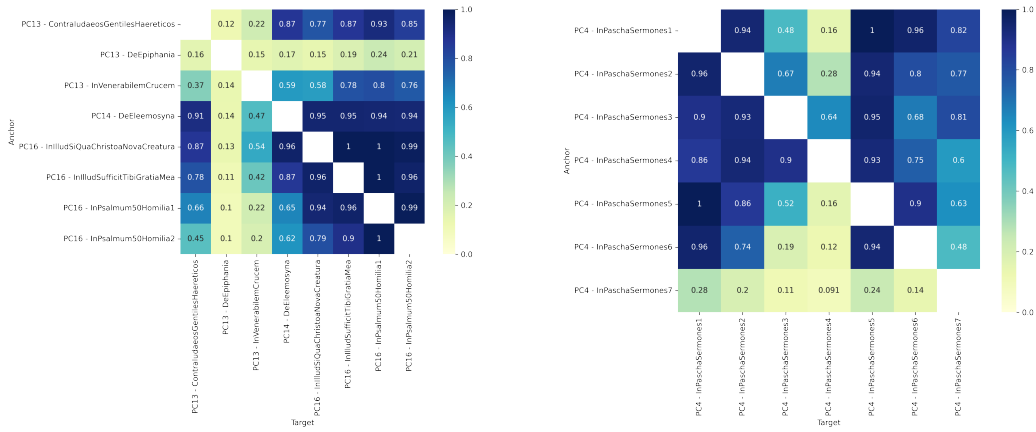 PC13 - ContraIudaeosGentilesHaereticos 0.12 0.22 0.87 0.77 0.87 0.93 0.85
PC13 - DeEpiphania 0.16 0.15 0.17 0.15 0.19 0.24 0.21
PC13 - InVenerabilemCrucem 0.37 0.14 0.59 0.58 0.78 0.8 0.76
PC14 - DeEleemosyna 0.91 0.14 0.47 0.95 0.95 0.95 0.94
PC16 - InIlludSiQuaChristoaNovaCreatura 0.87 0.13 0.54 0.96 1 1 0.99
PC16 - InIlludSufficitTibiGratiaMea 0.78 0.11 0.42 0.87 0.96 1 0.96
PC16 - InPsalmum50Homilia1 0.66 0.1 0.22 0.65 0.94 0.96 0.99
PC16 - InPsalmum50Homilia2 0.45 0.1 0.2 0.62 0.79 0.9 1
Anchor
PC13 - ContraIudaeosGentilesHaereticos
PC13 - DeEpiphania
PC13 - InVenerabilemCrucem
PC14 - DeEleemosyna
PC16 - InIlludSiQuaChristoaNovaCreatura
PC16 - InIlludSufficitTibiGratiaMea
PC16 - InPsalmum50Homilia1
PC16 - InPsalmum50Homilia2
Target
1.0
0.8
0.6
0.4
0.2
0.0
PC4 - InPaschaSermones1 0.94 0.48 0.16 1 0.96 0.82
PC4 - InPaschaSermones2 0.96 0.67 0.28 0.94 0.8 0.77
PC4 - InPaschaSermones3 0.9 0.93 0.64 0.95 0.68 0.81
PC4 - InPaschaSermones4 0.86 0.94 0.9 0.93 0.75 0.6
PC4 - InPaschaSermones5 1 0.86 0.52 0.16 0.9 0.63
PC4 - InPaschaSermones6 0.96 0.74 0.19 0.12 0.94 0.48
PC4 - InPaschaSermones7 0.28 0.2 0.11 0.091 0.24 0.14
Anchor
PC4 - InPaschaSermones1
PC4 - InPaschaSermones2
PC4 - InPaschaSermones3
PC4 - InPaschaSermones4
PC4 - InPaschaSermones5
PC4 - InPaschaSermones6
PC4 - InPaschaSermones7
Target
1.0
0.8
0.6
0.4
0.2
0.0